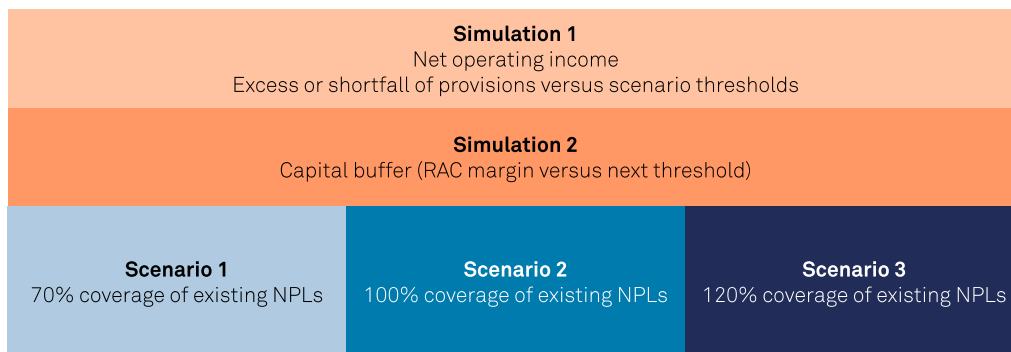 Simulation 1
Net operating income
Excess or shortfall of provisions versus scenario thresholds
Simulation 2
Capital buffer (RAC margin versus next threshold)
Scenario 1
70% coverage of existing NPLs
Scenario 2
100% coverage of existing NPLs
Scenario 3
120% coverage of existing NPLs